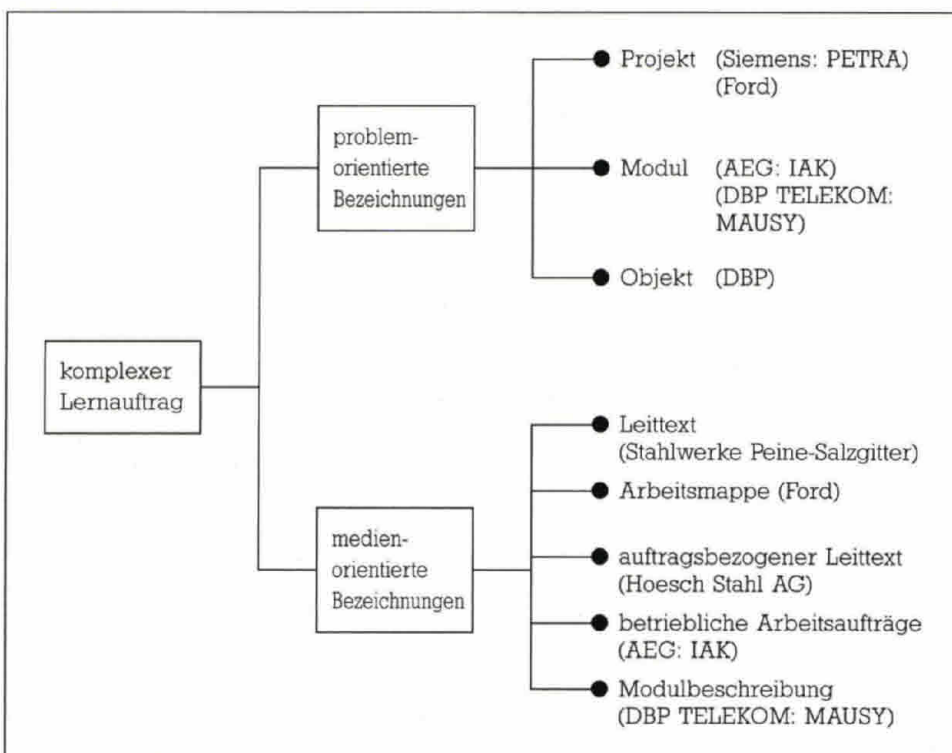 komplexer
Lernauftrag
problem-
orientierte
Bezeichnungen
Projekt (Siemens: PETRA)
(Ford)
Modul (AEG: IAK)
(DBP TELEKOM:
MAUSY)
Objekt (DBP)
medien-
orientierte
Bezeichnungen
Leittext
(Stahlwerke Peine-Salzgitter)
Arbeitsmappe (Ford)
auftragsbezogener Leittext
(Hoesch Stahl AG)
betriebliche Arbeitsaufträge
(AEG: IAK)
Modulbeschreibung
(DBP TELEKOM: MAUSY)